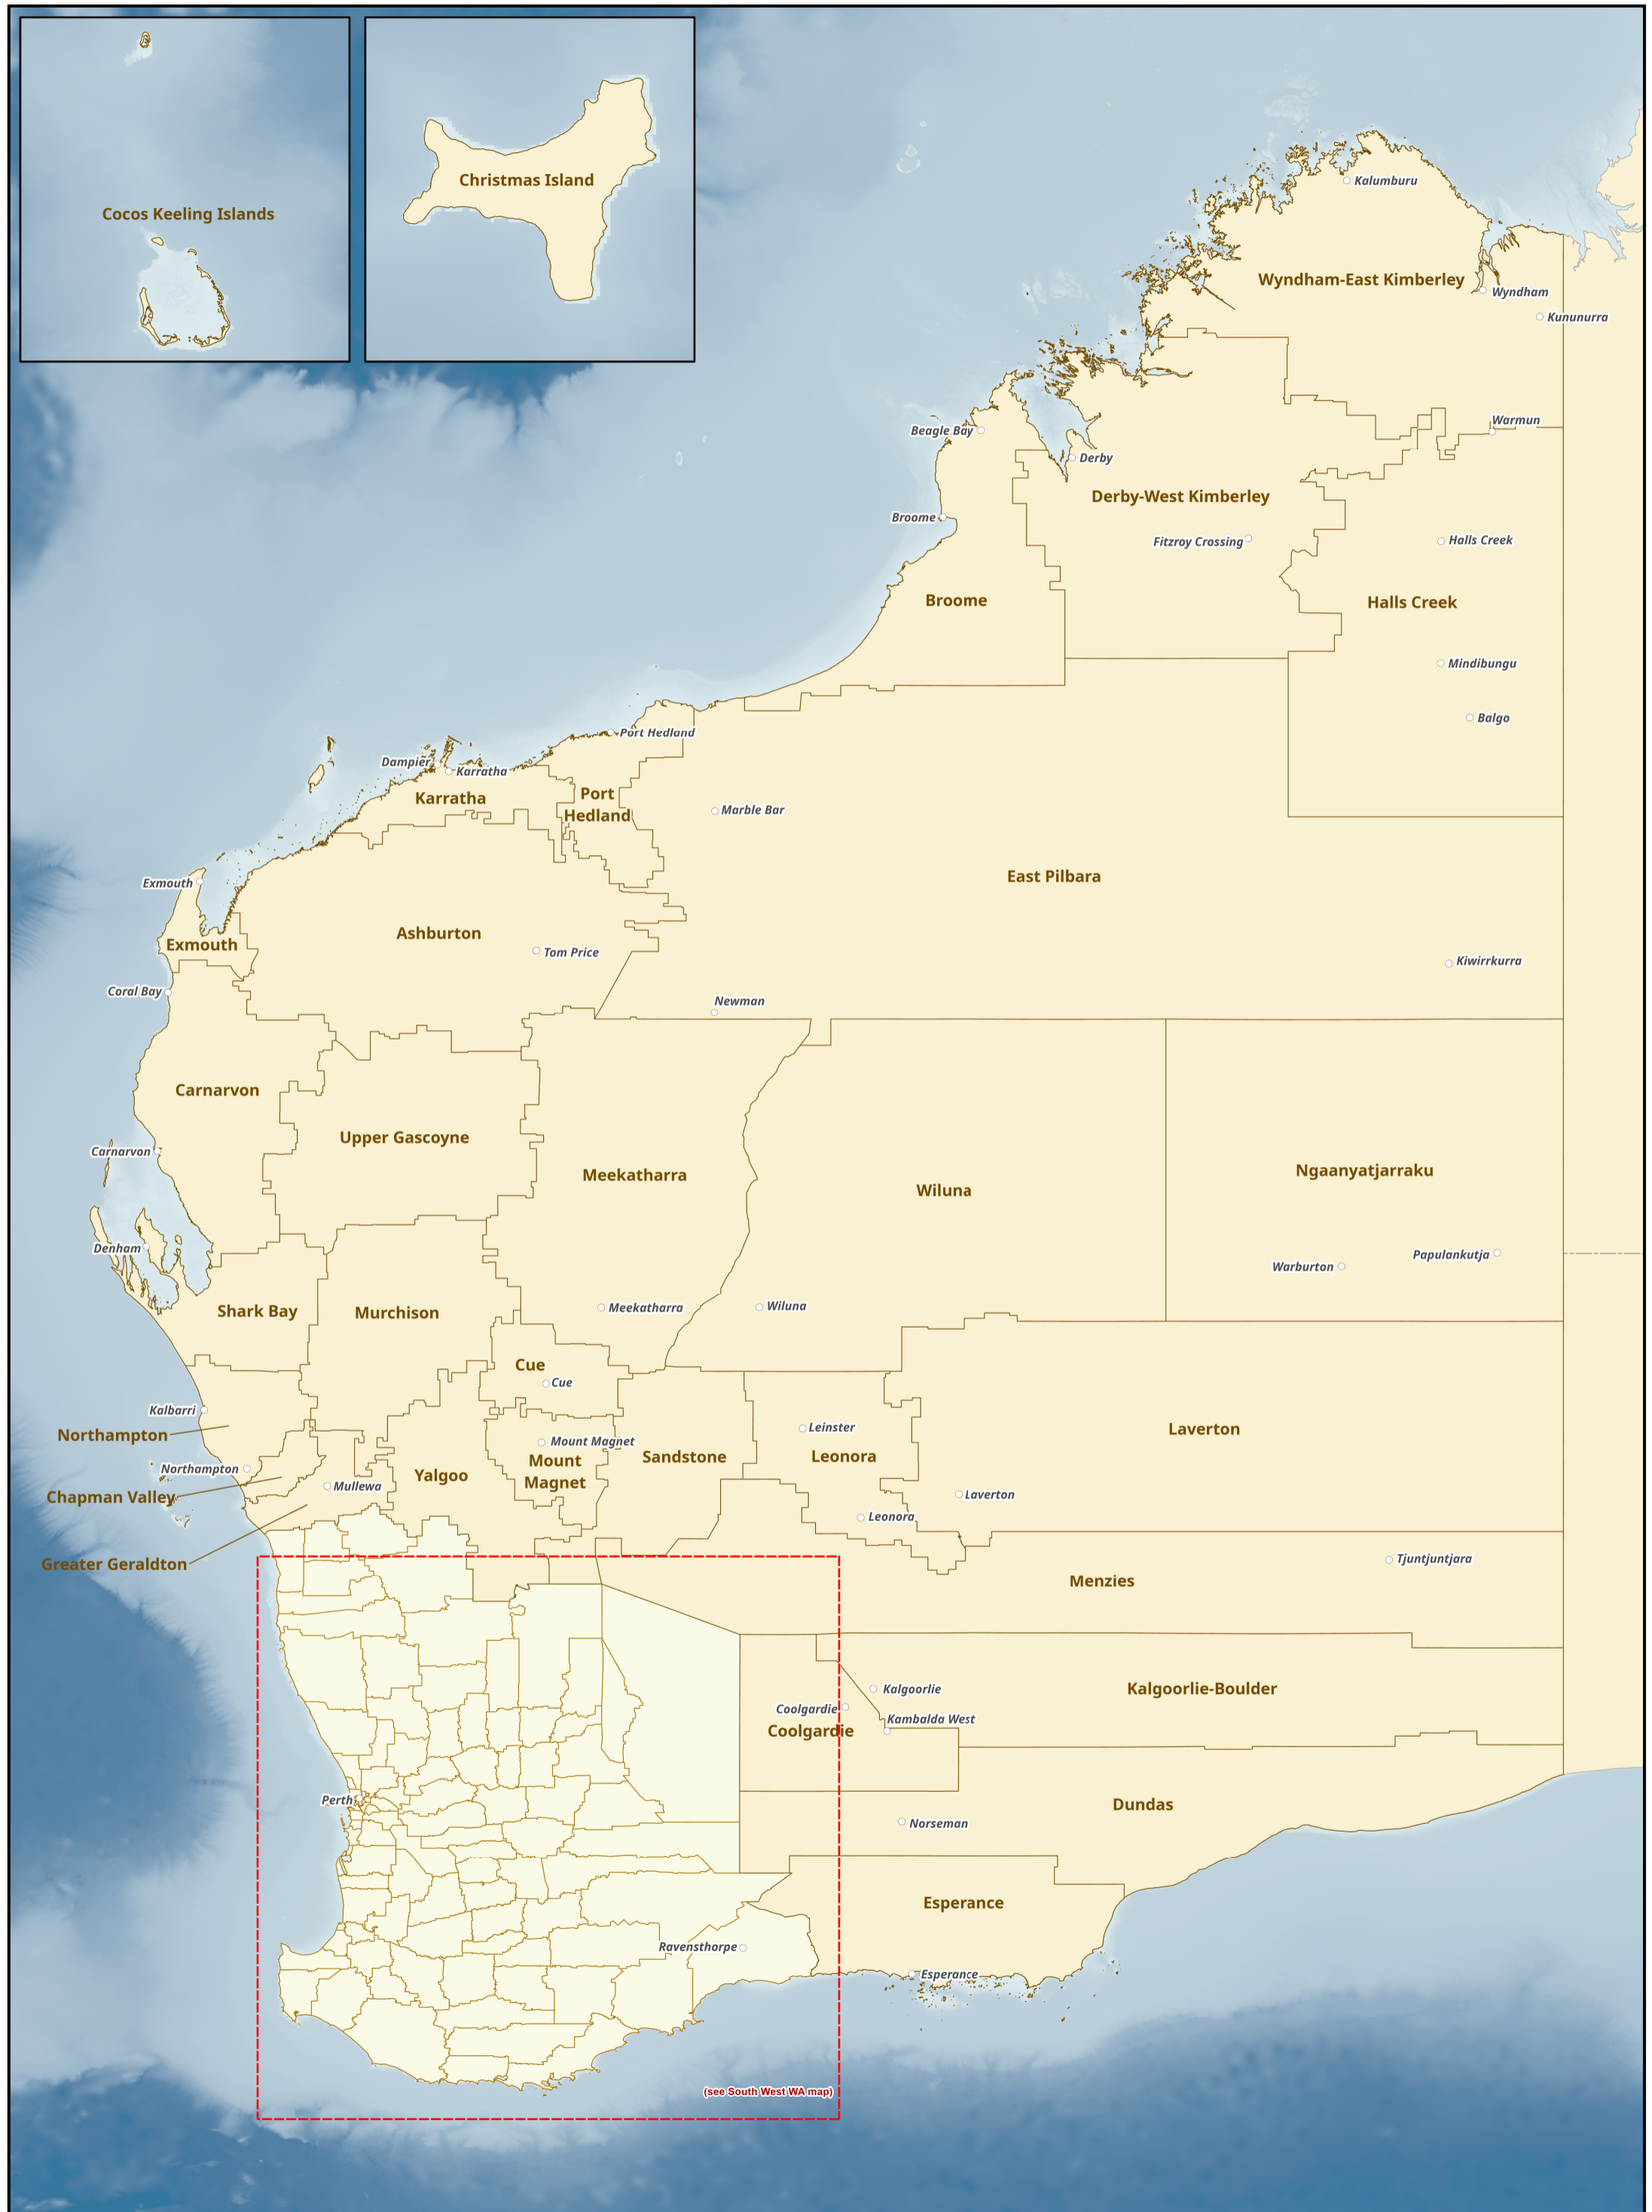 Christmas Island
Cocos Keeling Islands
Kalumburu
Wyndham-East Kimberley
Wyndham
Kununurra
Warmun
Beagle Bay
Derby
Derby-West Kimberley
Broome
Fitzroy Crossing
Halls Creek
Broome
Halls Creek
Mindibungu
Balgo
Port Hedland
Dampier
Karratha
Karratha
Port
Hedland
Marble Bar
East Pilbara
Exmouth
Ashburton
Exmouth
Tom Price
Kiwirrkurra
Coral Bay
Newman
Carnarvon
Upper Gascoyne
Carnarvon
Meekatharra
Wiluna
Ngaanyatjarraku
Denham
Papulankutja
Warburton
Shark Bay
Murchison
Meekatharra
Wiluna
Cue
Cue
Kalbarri
Northampton
Leinster
Laverton
Mount Magnet
Mount
Magnet
Sandstone
Leonora
Northampton
Yalgoo
Mullewa
Chapman Valley
Laverton
Leonora
Greater Geraldton
Tjuntjuntjara
Menzies
Kalgoorlie
Kalgoorlie-Boulder
Coolgardie
Kambalda West
Coolgardie
Perth
Dundas
Norseman
Esperance
Ravensthorpe
Esperance
(see South West WA map)